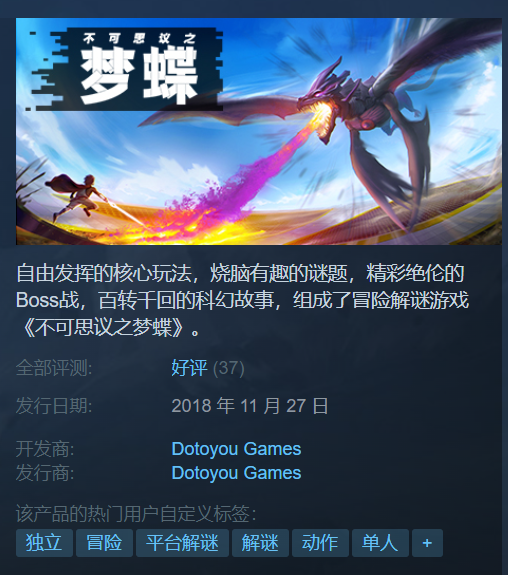 不可思议之
梦蝶
自由发挥的核心玩法，烧脑有趣的谜题，精彩绝伦的
Boss战，百转千回的科幻故事，组成了冒险解谜游戏
《不可思议之梦蝶》。
全部评测: 好评 (37)
发行日期: 2018 年 11 月 27 日
开发商: Dotoyou Games
发行商: Dotoyou Games
该产品的热门用户自定义标签:
独立 冒险 平台解谜 解谜 动作 单人 +